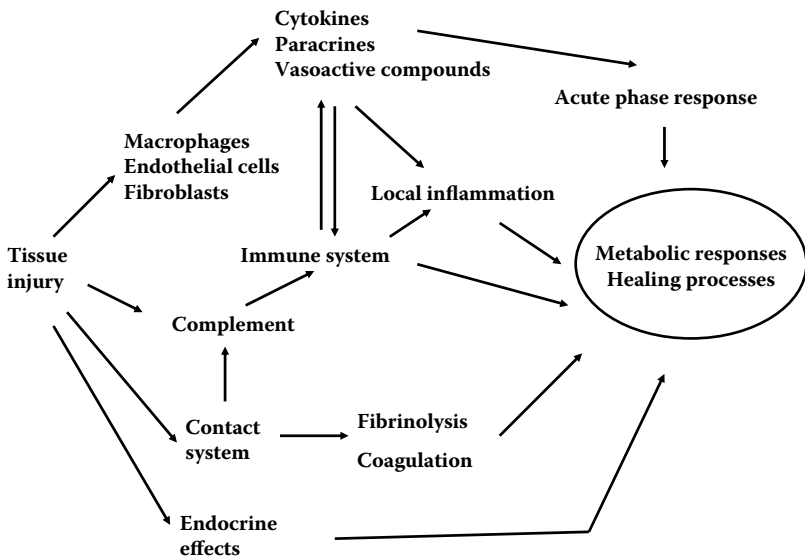 Cytokines
Paracrines
Vasoactive compounds
Acute phase response
Macrophages
Endothelial cells
Fibroblasts
Local inflammation
Tissue
injury
Immune system
Metabolic responses
Healing processes
Complement
Contact
system
Fibrinolysis
Coagulation
Endocrine
effects